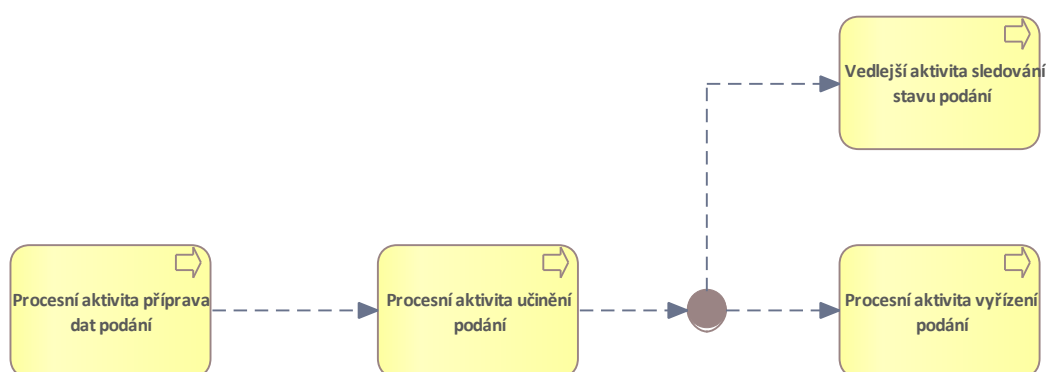 Vedlejší aktivita sledování
stavu podání
Procesní aktivita příprava
dat podání
Procesní aktivita učinění
podání
Procesní aktivita vyřízení
podání